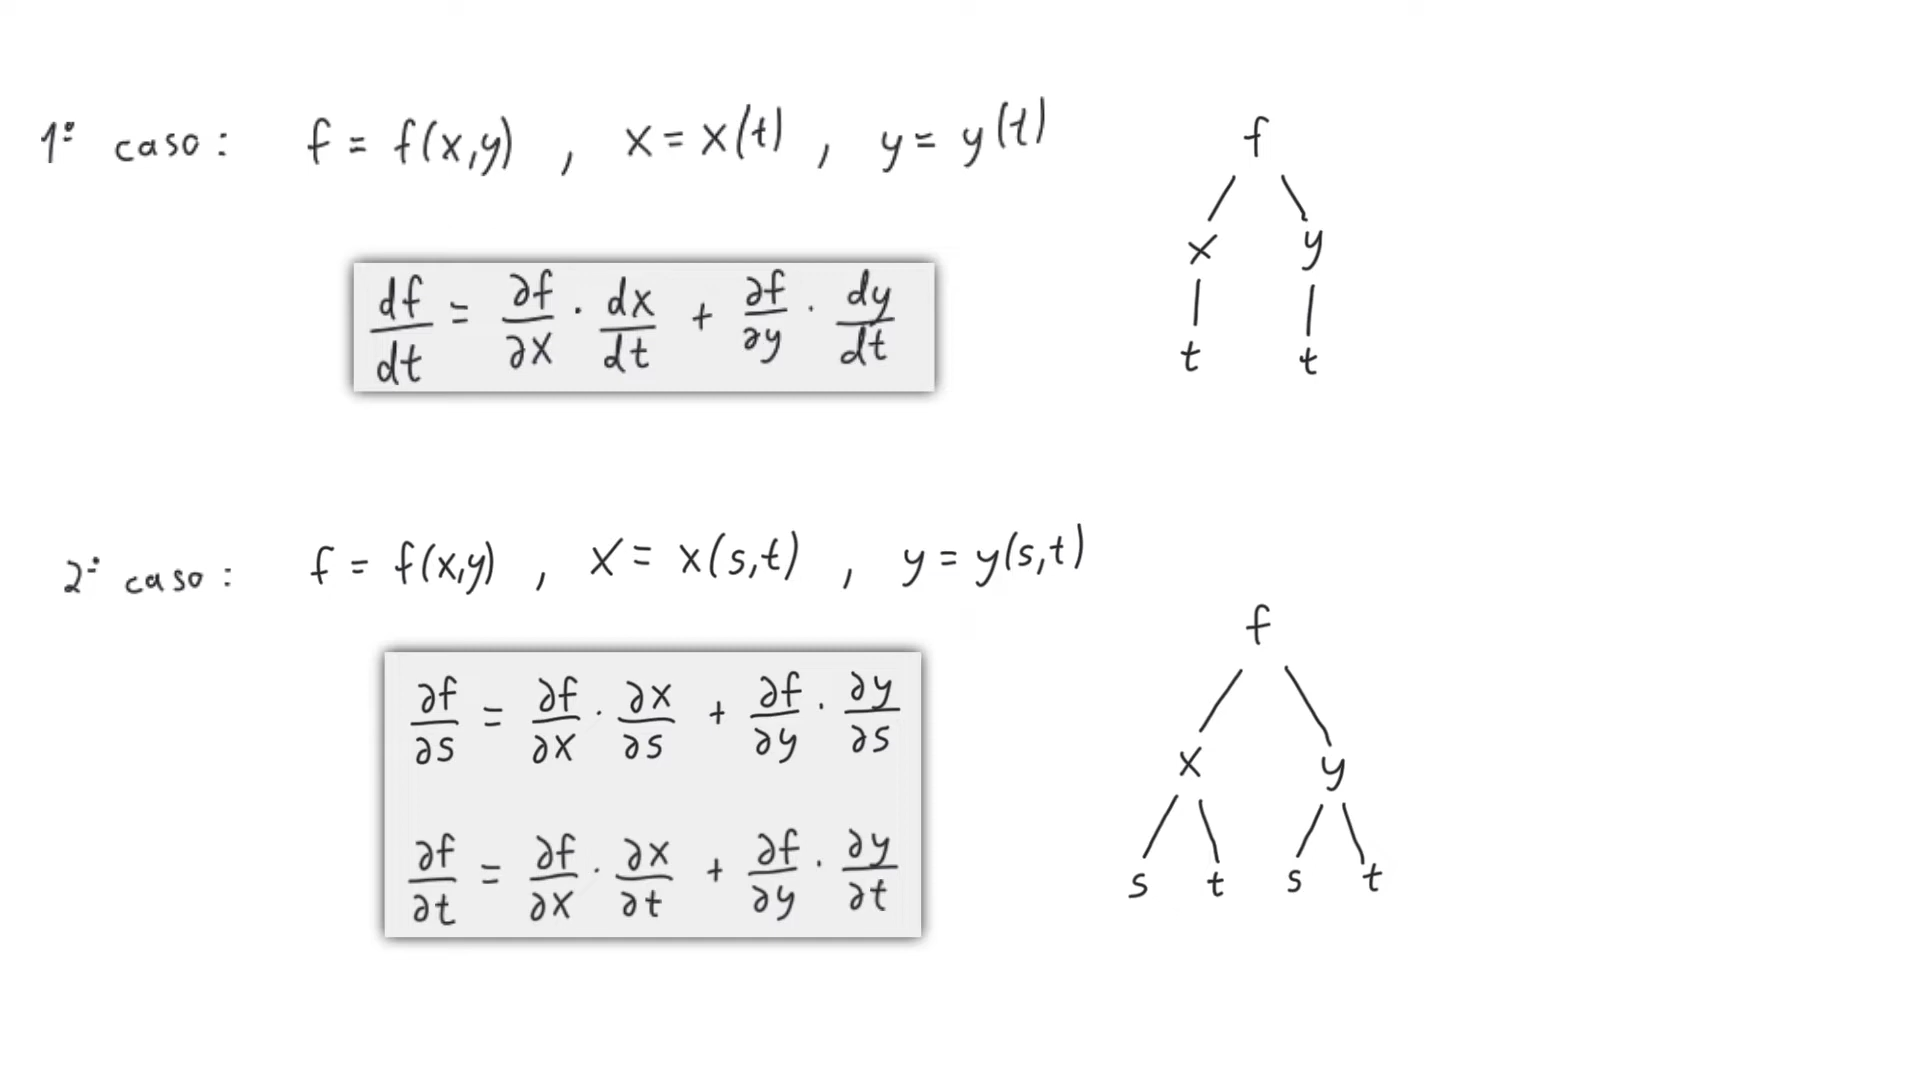 1º caso: f = f(x,y) , x = x(t) , y = y(t)
df/dt = ∂f/∂x · dx/dt + ∂f/∂y · dy/dt
f
x y
t t
2º caso: f = f(x,y) , x = x(s,t) , y = y(s,t)
∂f/∂s = ∂f/∂x · ∂x/∂s + ∂f/∂y · ∂y/∂s
∂f/∂t = ∂f/∂x · ∂x/∂t + ∂f/∂y · ∂y/∂t
f
x y
s t s t